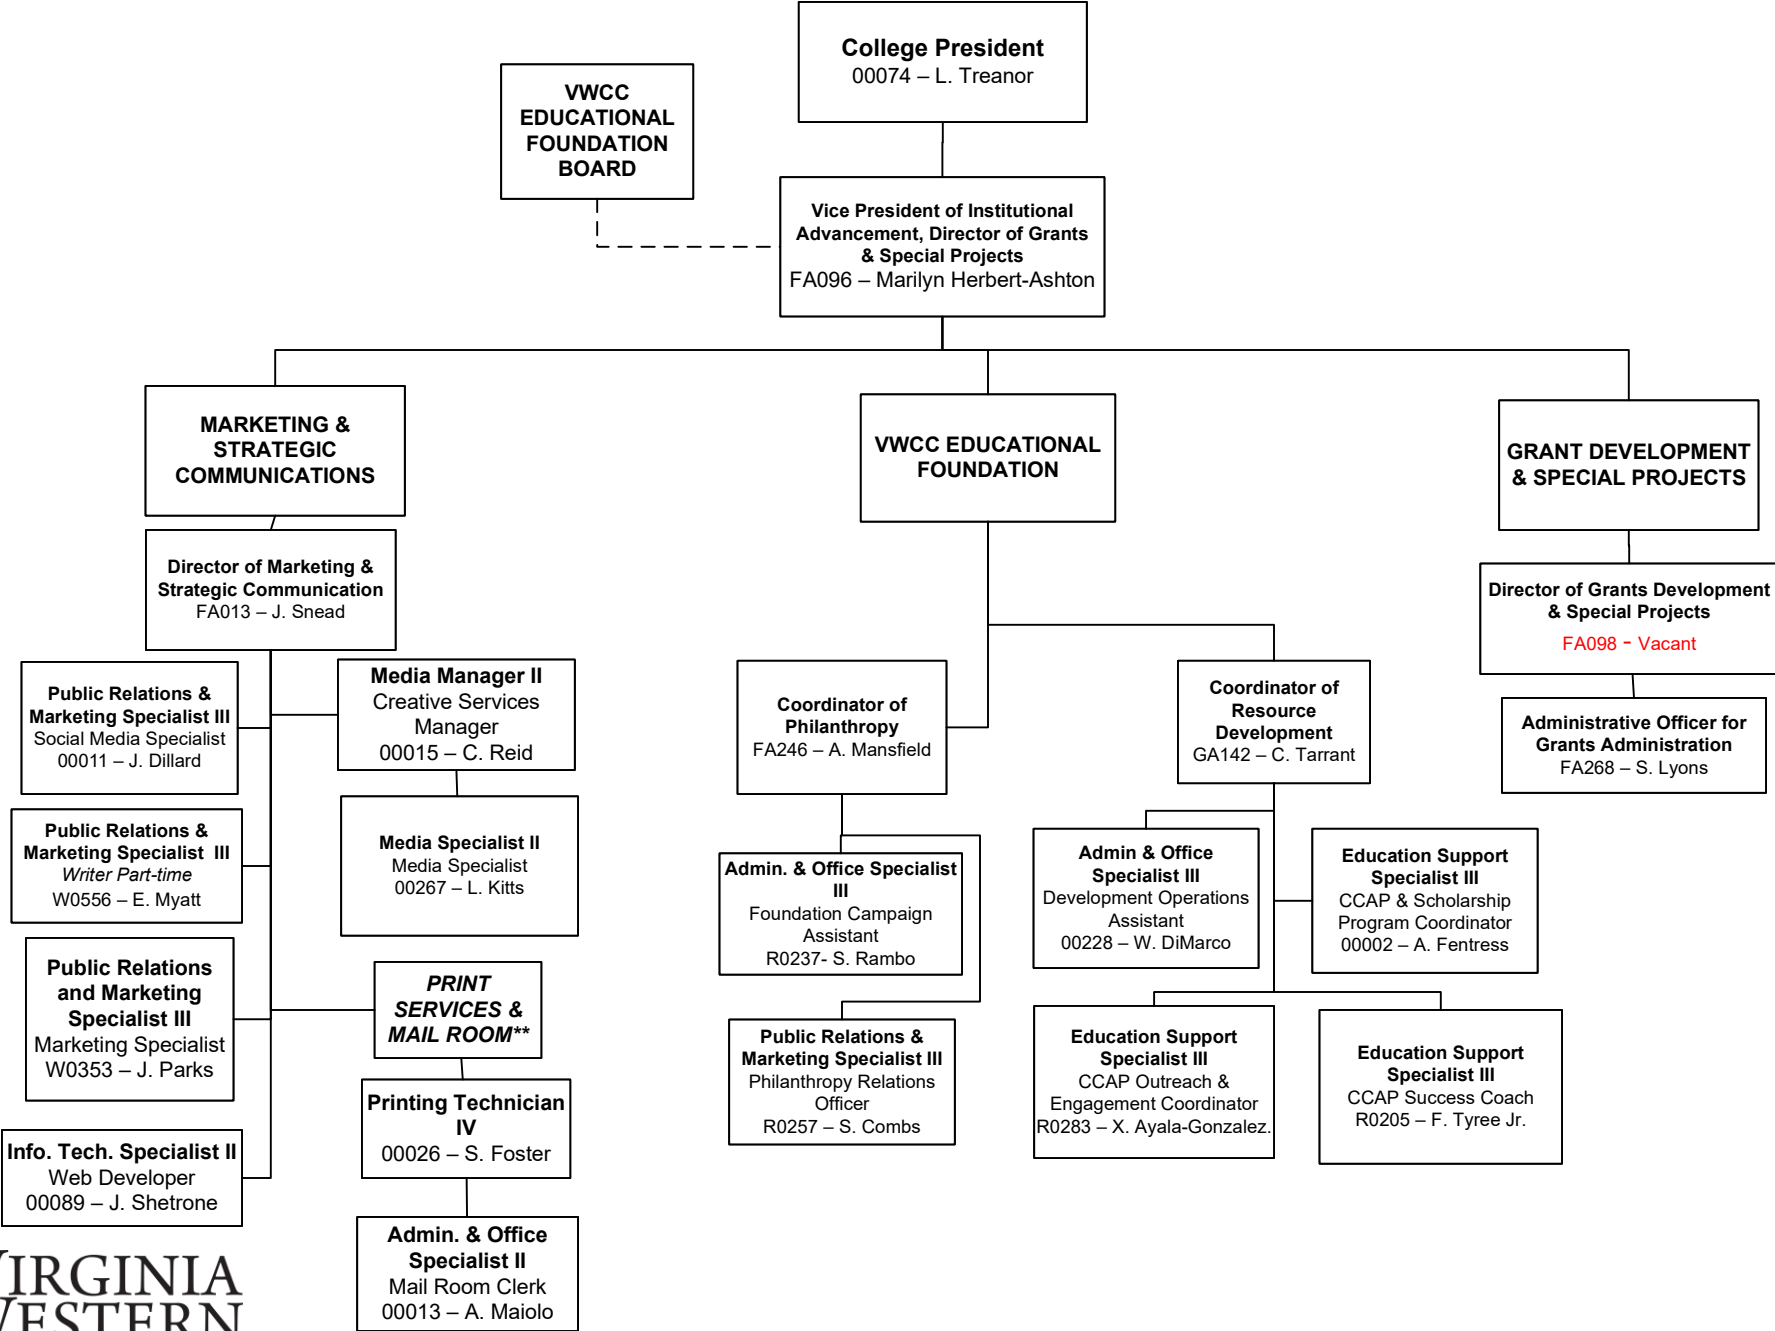 College President
00074 – L. Treanor
VWCC
EDUCATIONAL
FOUNDATION
BOARD
Vice President of Institutional
Advancement, Director of Grants
& Special Projects
FA096 – Marilyn Herbert-Ashton
MARKETING &
STRATEGIC
COMMUNICATIONS
VWCC EDUCATIONAL
FOUNDATION
GRANT DEVELOPMENT
& SPECIAL PROJECTS
Director of Marketing &
Strategic Communication
FA013 – J. Snead
Director of Grants Development
& Special Projects
FA098 - Vacant
Administrative Officer for
Grants Administration
FA268 – S. Lyons
Public Relations &
Marketing Specialist III
Social Media Specialist
00011 – J. Dillard
Media Manager II
Creative Services
Manager
00015 – C. Reid
Public Relations &
Marketing Specialist III
Writer Part-time
W0556 – E. Myatt
Media Specialist II
Media Specialist
00267 – L. Kitts
Public Relations
and Marketing
Specialist III
Marketing Specialist
W0353 – J. Parks
PRINT
SERVICES &
MAIL ROOM**
Printing Technician
IV
00026 – S. Foster
Info. Tech. Specialist II
Web Developer
00089 – J. Shetrone
Admin. & Office
Specialist II
Mail Room Clerk
00013 – A. Maiolo
Coordinator of
Philanthropy
FA246 – A. Mansfield
Coordinator of
Resource
Development
GA142 – C. Tarrant
Admin. & Office Specialist
III
Foundation Campaign
Assistant
R0237- S. Rambo
Public Relations &
Marketing Specialist III
Philanthropy Relations
Officer
R0257 – S. Combs
Admin & Office
Specialist III
Development Operations
Assistant
00228 – W. DiMarco
Education Support
Specialist III
CCAP & Scholarship
Program Coordinator
00002 – A. Fentress
Education Support
Specialist III
CCAP Outreach &
Engagement Coordinator
R0283 – X. Ayala-Gonzalez.
Education Support
Specialist III
CCAP Success Coach
R0205 – F. Tyree Jr.
VIRGINIA
WESTERN